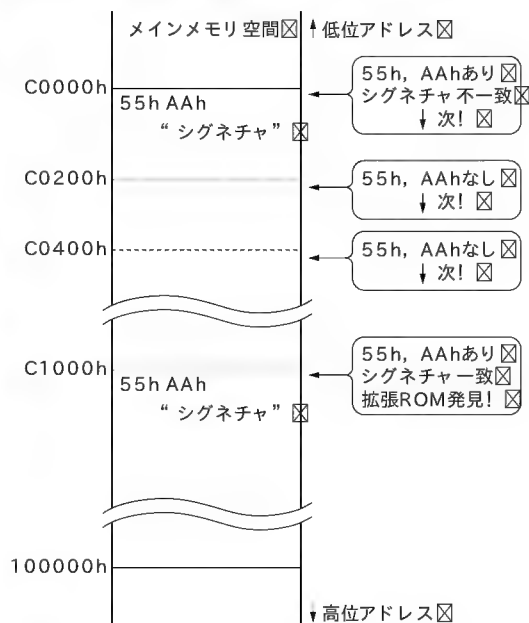 メインメモリ空間
↑低位アドレス
C0000h
55h AAh
“シグネチャ”
55h, AAhあり
シグネチャ不一致
↓ 次!
C0200h
55h, AAhなし
↓ 次!
C0400h
55h, AAhなし
↓ 次!
C1000h
55h AAh
“シグネチャ”
55h, AAhあり
シグネチャ一致
拡張ROM発見!
100000h
↓高位アドレス